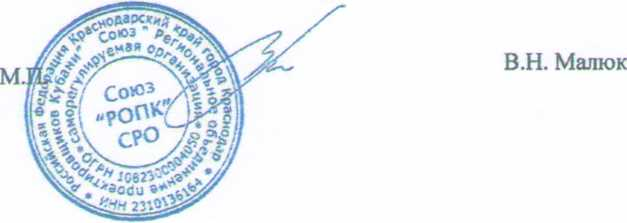 М.П.
В.Н. Малюк
Российская Федерация Краснодарский край город Краснодар
Союз "Региональное объединение проектировщиков Кубани"
Саморегулируемая организация
ОГРН 1082300004050
ИНН 2310136164
Союз
"РОПК"
СРО